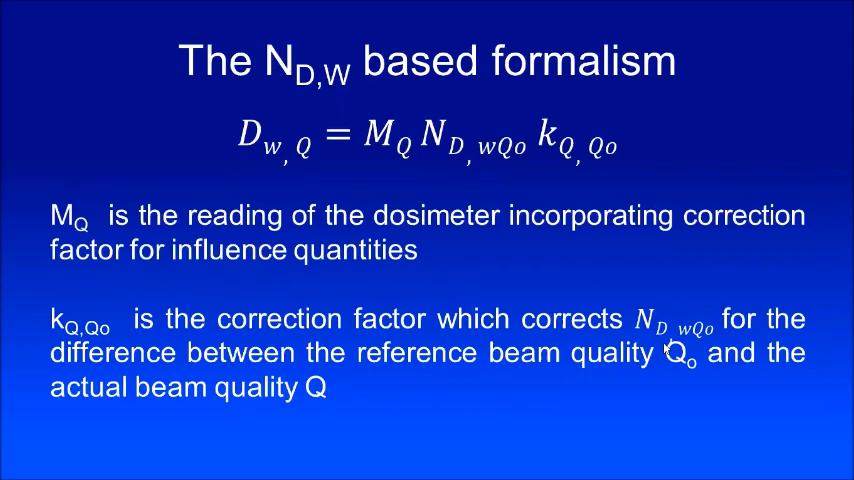 The N_D,W based formalism
D_w, Q = M_Q N_D, wQo k_Q, Qo
M_Q is the reading of the dosimeter incorporating correction
factor for influence quantities
k_Q,Qo is the correction factor which corrects N_D, wQo for the
difference between the reference beam quality Q_o and the
actual beam quality Q